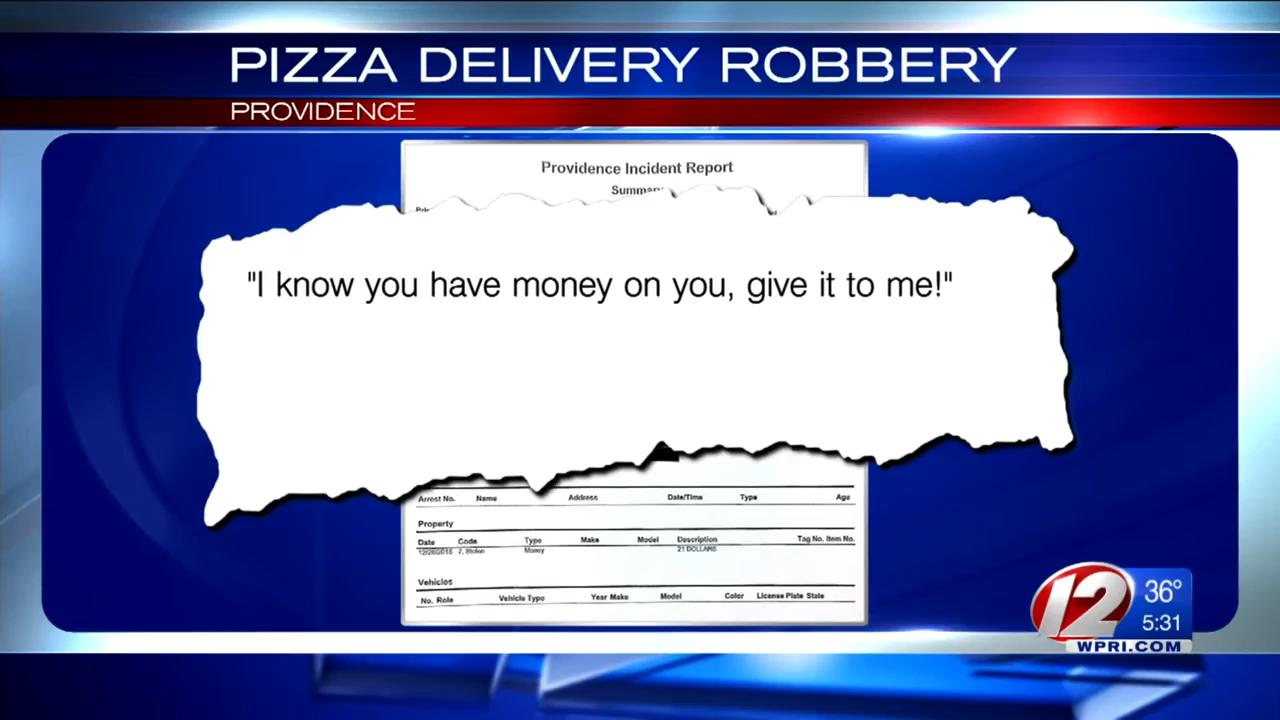 PIZZA DELIVERY ROBBERY
PROVIDENCE
Providence Incident Report
"I know you have money on you, give it to me!"
Arrest No. Name Address Date/Time Type Age
Property
Date Code Type Make Model Description Tag No. Item No.
7, Stolen Money 21 DOLLARS
Vehicles
No. Role Vehicle Type Year Make Model Color License Plate State
12 36°
5:31
WPRI.COM